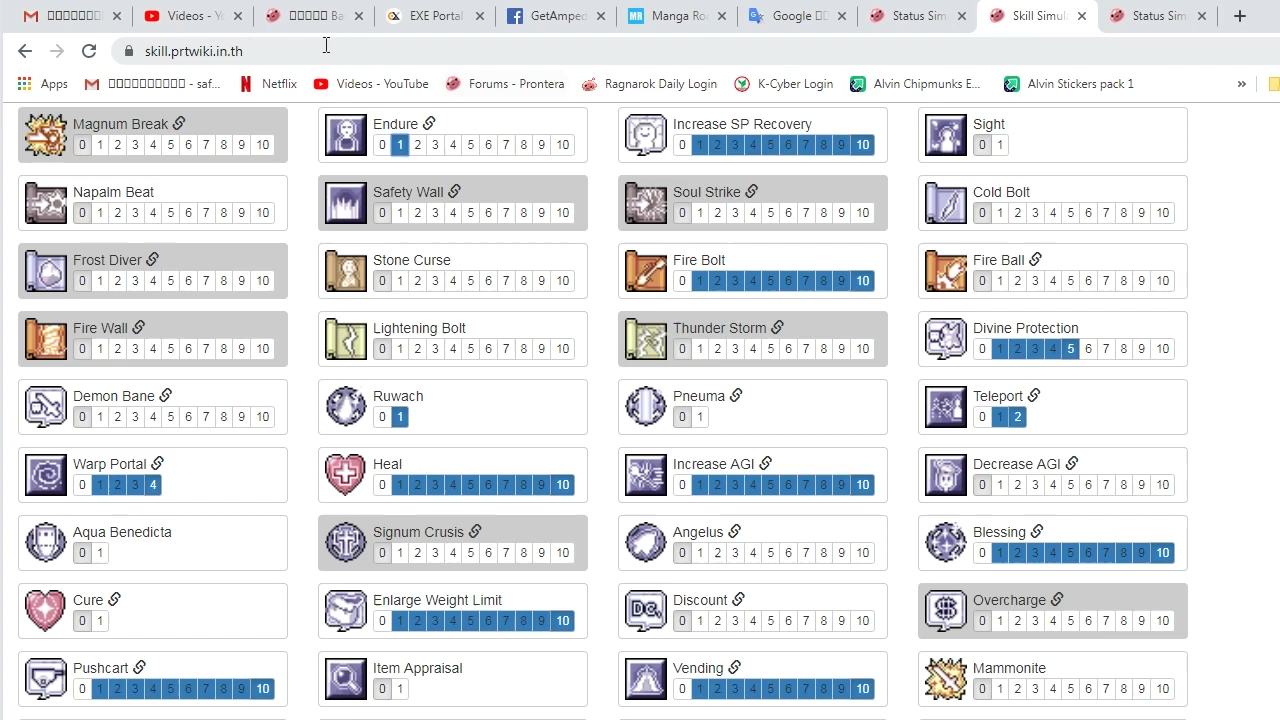 Videos - Y
Ba
EXE Portal
GetAmped
Manga Ro
Google
Status Sim
Skill Simul
Status Sim
skill.prtwiki.in.th
Apps
- saf...
Netflix
Videos - YouTube
Forums - Prontera
Ragnarok Daily Login
K-Cyber Login
Alvin Chipmunks E...
Alvin Stickers pack 1
»
Magnum Break
0 1 2 3 4 5 6 7 8 9 10
Endure
0 1 2 3 4 5 6 7 8 9 10
Increase SP Recovery
0 1 2 3 4 5 6 7 8 9 10
Sight
0 1
Napalm Beat
0 1 2 3 4 5 6 7 8 9 10
Safety Wall
0 1 2 3 4 5 6 7 8 9 10
Soul Strike
0 1 2 3 4 5 6 7 8 9 10
Cold Bolt
0 1 2 3 4 5 6 7 8 9 10
Frost Diver
0 1 2 3 4 5 6 7 8 9 10
Stone Curse
0 1 2 3 4 5 6 7 8 9 10
Fire Bolt
0 1 2 3 4 5 6 7 8 9 10
Fire Ball
0 1 2 3 4 5 6 7 8 9 10
Fire Wall
0 1 2 3 4 5 6 7 8 9 10
Lightening Bolt
0 1 2 3 4 5 6 7 8 9 10
Thunder Storm
0 1 2 3 4 5 6 7 8 9 10
Divine Protection
0 1 2 3 4 5 6 7 8 9 10
Demon Bane
0 1 2 3 4 5 6 7 8 9 10
Ruwach
0 1
Pneuma
0 1
Teleport
0 1 2
Warp Portal
0 1 2 3 4
Heal
0 1 2 3 4 5 6 7 8 9 10
Increase AGI
0 1 2 3 4 5 6 7 8 9 10
Decrease AGI
0 1 2 3 4 5 6 7 8 9 10
Aqua Benedicta
0 1
Signum Crusis
0 1 2 3 4 5 6 7 8 9 10
Angelus
0 1 2 3 4 5 6 7 8 9 10
Blessing
0 1 2 3 4 5 6 7 8 9 10
Cure
0 1
Enlarge Weight Limit
0 1 2 3 4 5 6 7 8 9 10
Discount
0 1 2 3 4 5 6 7 8 9 10
Overcharge
0 1 2 3 4 5 6 7 8 9 10
Pushcart
0 1 2 3 4 5 6 7 8 9 10
Item Appraisal
0 1
Vending
0 1 2 3 4 5 6 7 8 9 10
Mammonite
0 1 2 3 4 5 6 7 8 9 10